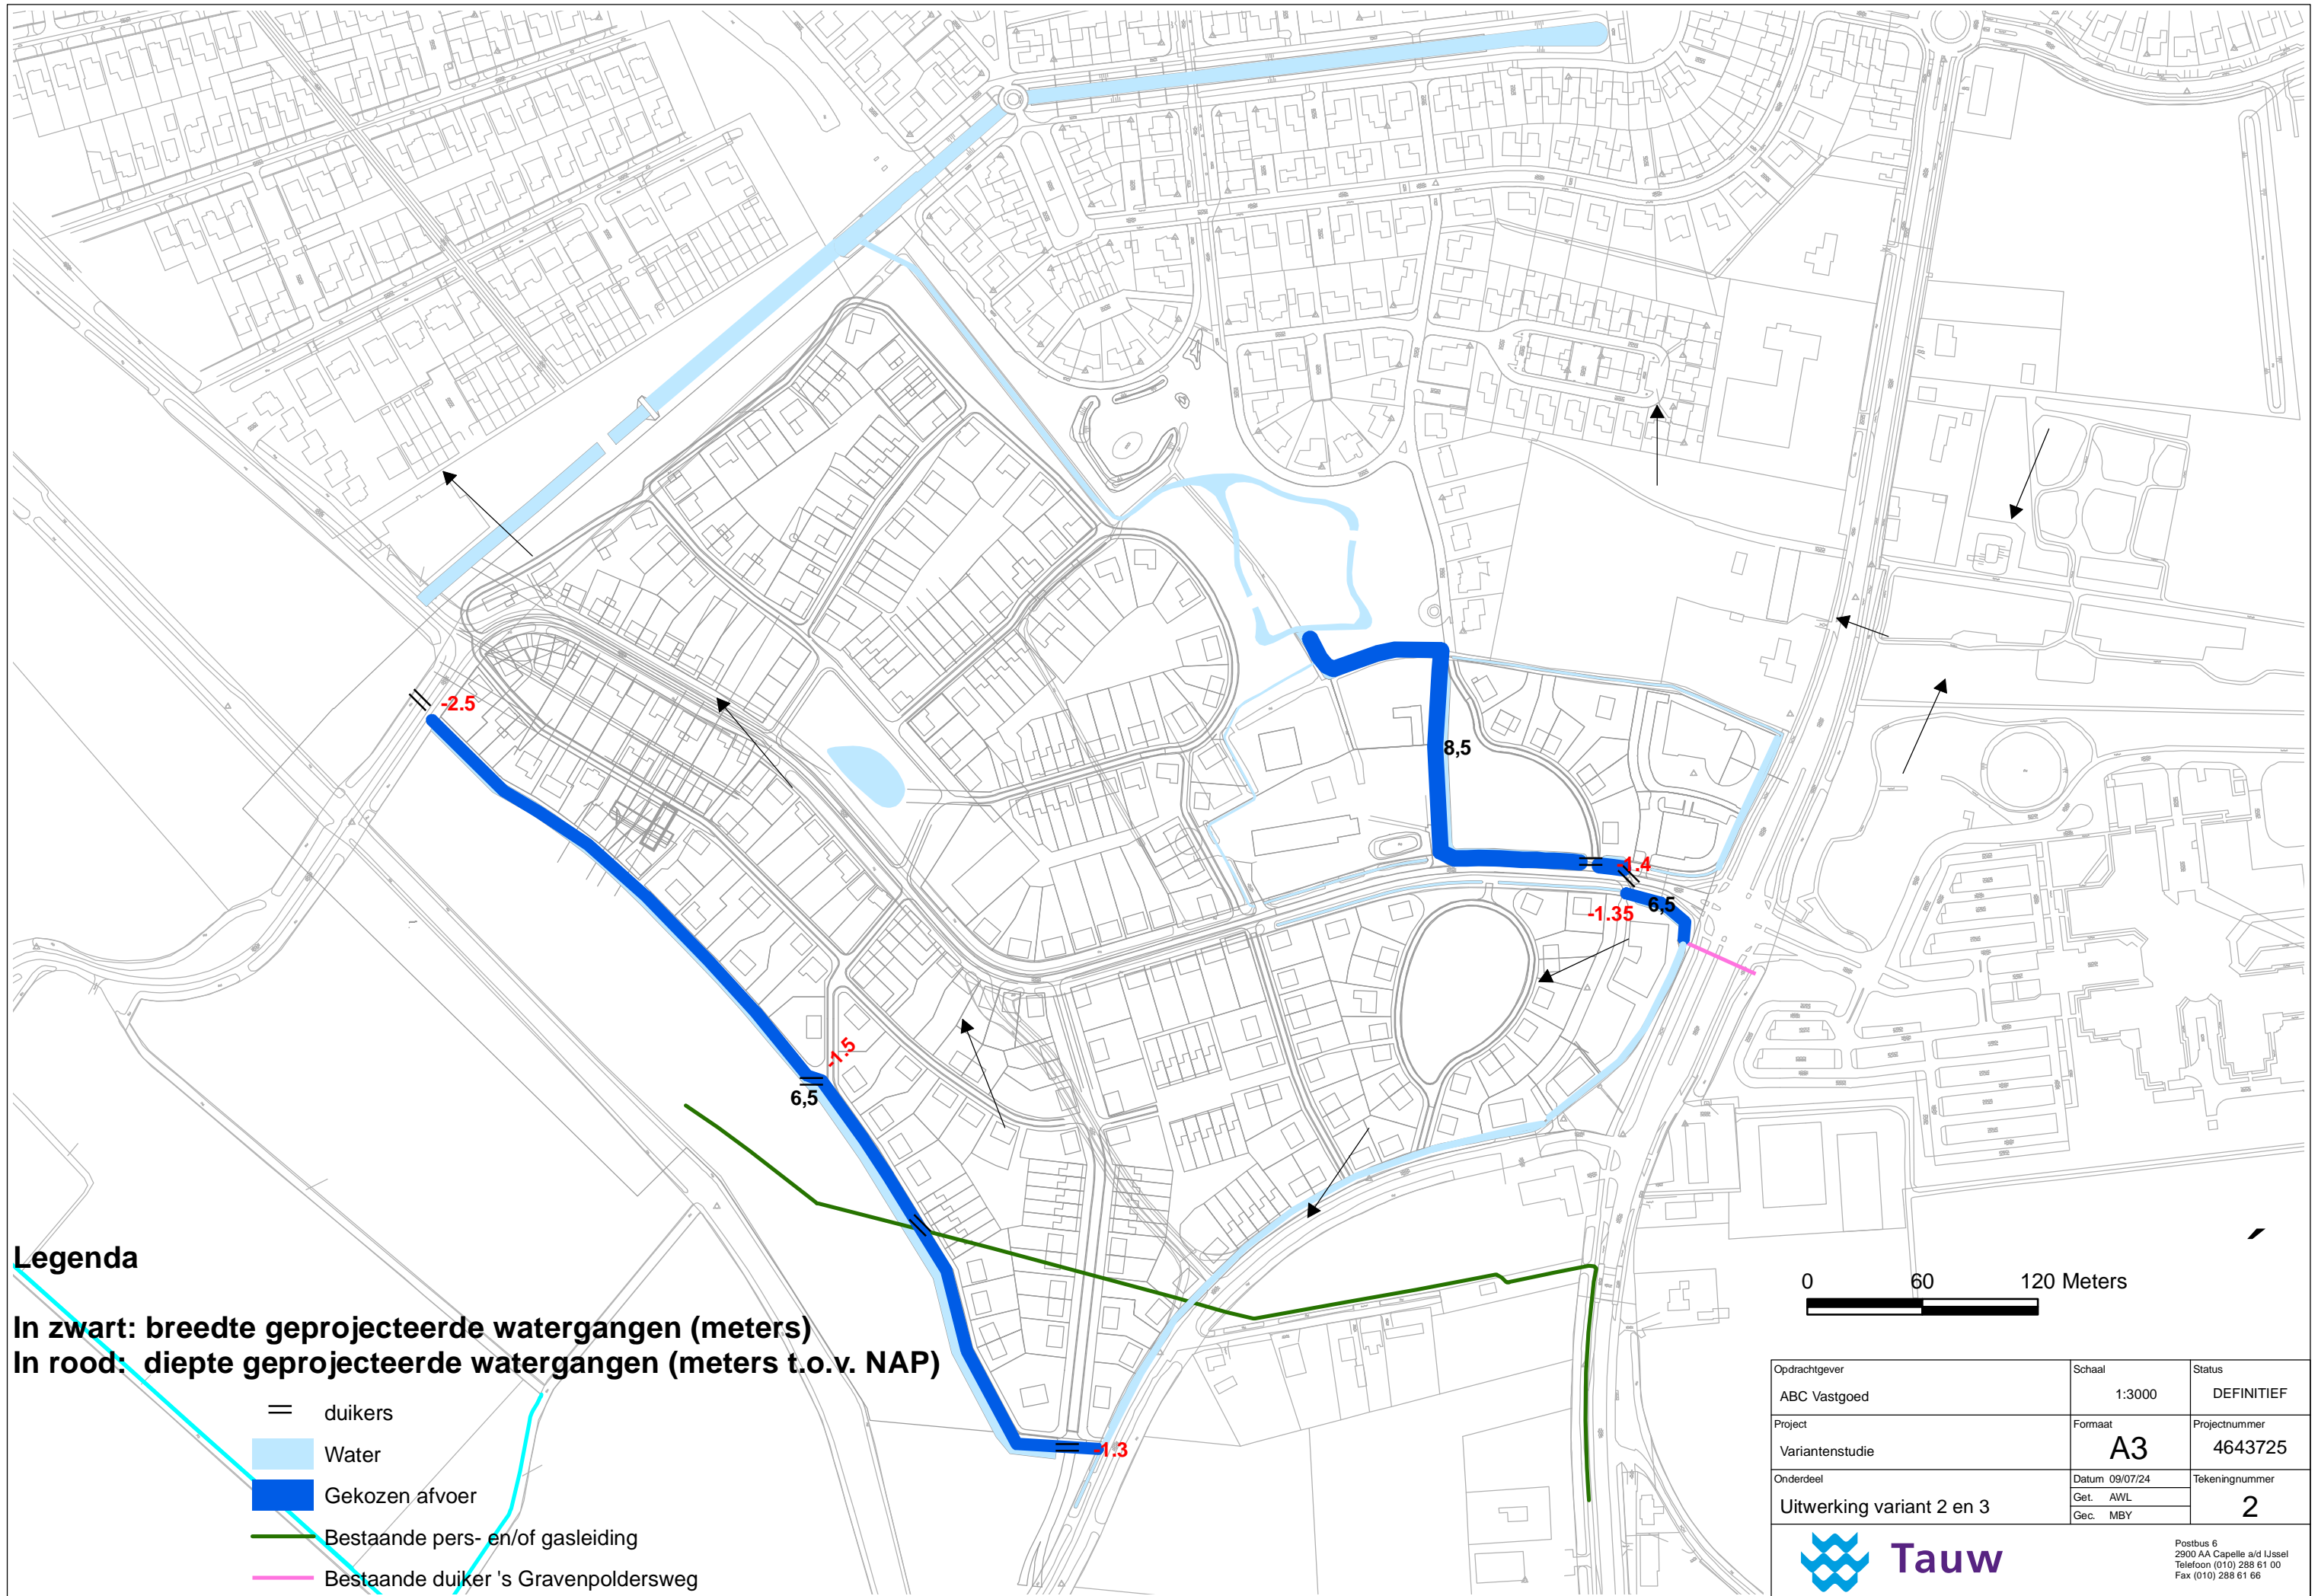 -2.5
8,5
-1.4
-1.35
6,5
-1.5
6,5
-1.3
Legenda
In zwart: breedte geprojecteerde watergangen (meters)
In rood: diepte geprojecteerde watergangen (meters t.o.v. NAP)
duikers
Water
Gekozen afvoer
Bestaande pers- en/of gasleiding
Bestaande duiker 's Gravenpoldersweg
0 60 120 Meters
Opdrachtgever
ABC Vastgoed
Schaal
1:3000
Status
DEFINITIEF
Project
Variantenstudie
Formaat
A3
Projectnummer
4643725
Onderdeel
Uitwerking variant 2 en 3
Datum 09/07/24
Get. AWL
Gec. MBY
Tekeningnummer
2
Tauw
Postbus 6
2900 AA Capelle a/d IJssel
Telefoon (010) 288 61 00
Fax (010) 288 61 66